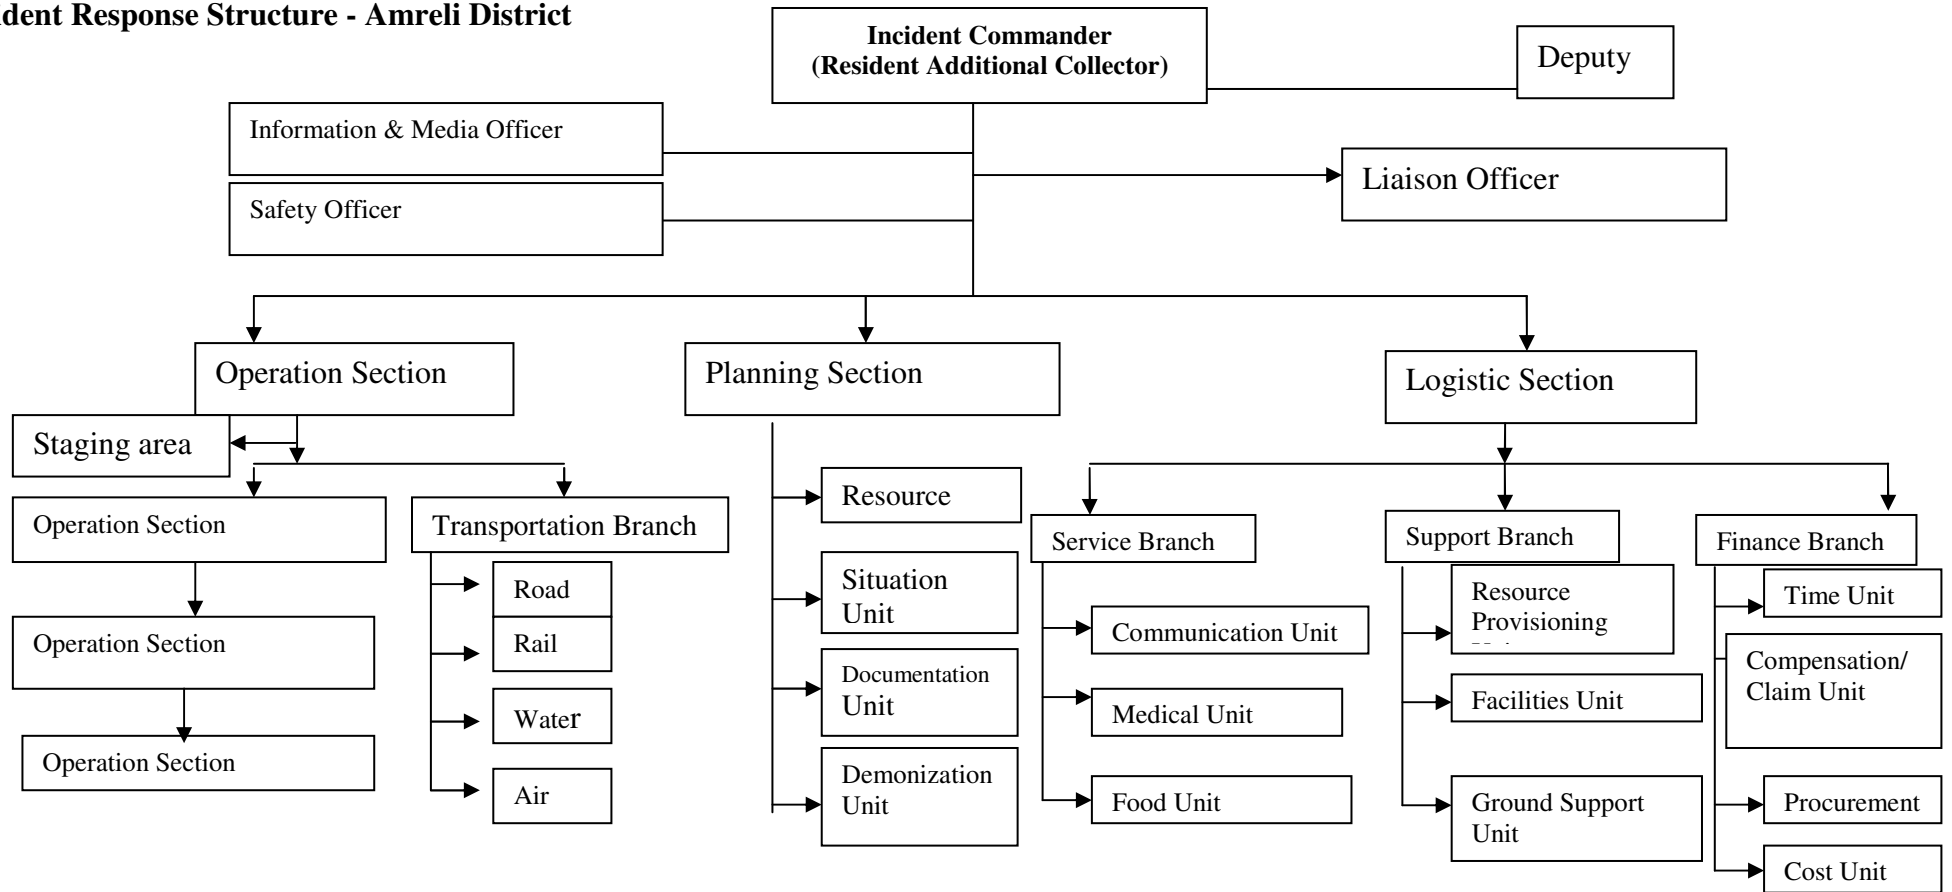 dent Response Structure - Amreli District
Incident Commander
(Resident Additional Collector)
Deputy
Information & Media Officer
Liaison Officer
Safety Officer
Operation Section
Planning Section
Logistic Section
Staging area
Operation Section
Transportation Branch
Road
Rail
Water
Air
Operation Section
Operation Section
Resource
Situation
Unit
Documentation
Unit
Demonization
Unit
Service Branch
Communication Unit
Medical Unit
Food Unit
Support Branch
Resource
Provisioning
Facilities Unit
Ground Support
Unit
Finance Branch
Time Unit
Compensation/
Claim Unit
Procurement
Cost Unit